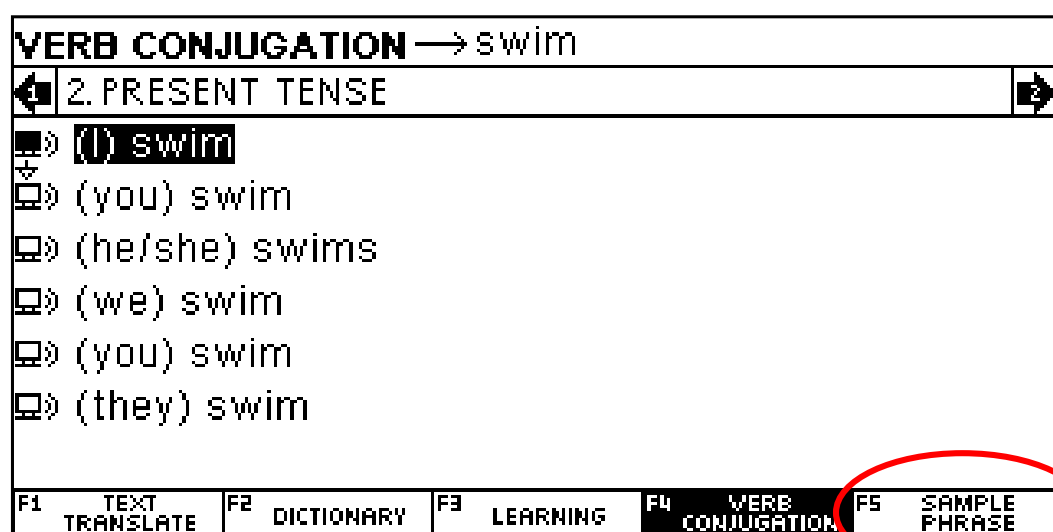 VERB CONJUGATION → swim
1 2. PRESENT TENSE 2
(I) swim
(you) swim
(he/she) swims
(we) swim
(you) swim
(they) swim
F1 TEXT TRANSLATE F2 DICTIONARY F3 LEARNING F4 VERB CONJUGATION F5 SAMPLE PHRASE